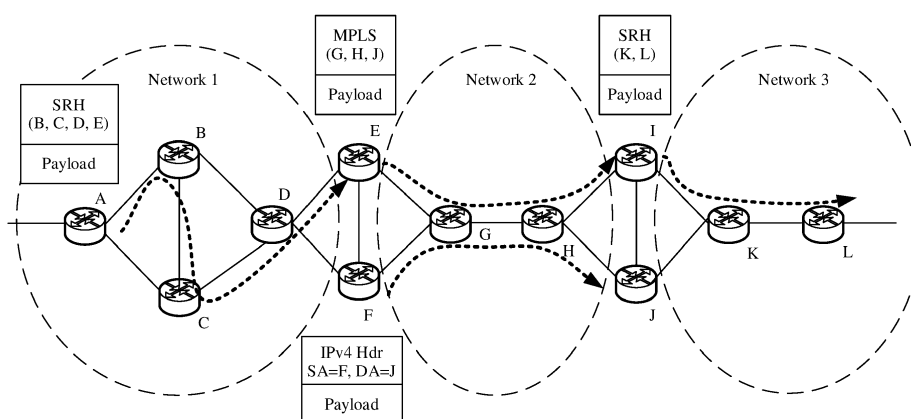 MPLS
(G, H, J)
Payload
SRH
(K, L)
Payload
Network 1
Network 2
Network 3
SRH
(B, C, D, E)
Payload
A
B
C
D
E
F
G
H
I
J
K
L
IPv4 Hdr
SA=F, DA=J
Payload